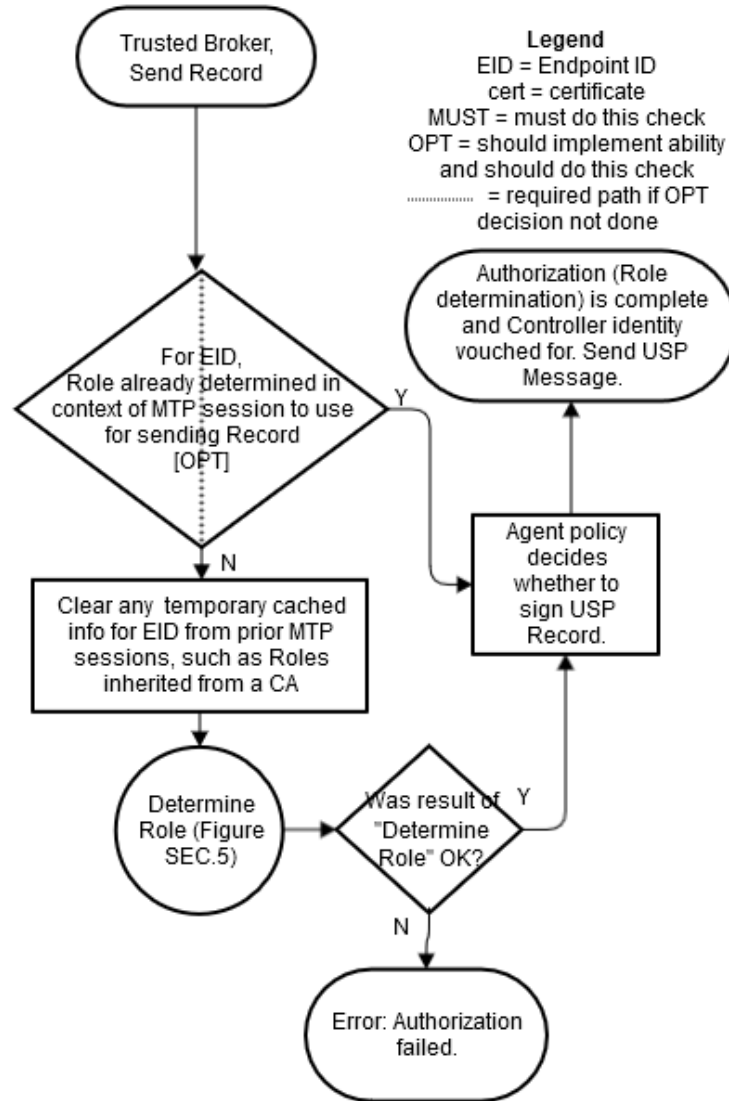 Trusted Broker,
Send Record
Legend
EID = Endpoint ID
cert = certificate
MUST = must do this check
OPT = should implement ability
and should do this check
................. = required path if OPT
decision not done
Authorization (Role
determination) is complete
and Controller identity
vouched for. Send USP
Message.
For EID,
Role already determined in
context of MTP session to use
for sending Record
[OPT]
Y
N
Agent policy
decides
whether to
sign USP
Record.
Clear any  temporary cached
info for EID from prior MTP
sessions, such as Roles
inherited from a CA
Determine
Role (Figure
SEC.5)
Was result of
"Determine
Role" OK?
Y
N
Error: Authorization
failed.